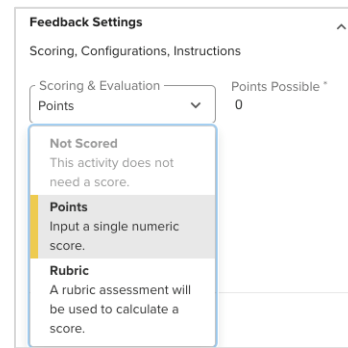 Feedback Settings
Scoring, Configurations, Instructions
Scoring & Evaluation
Points Possible *
Points
0
Not Scored
This activity does not
need a score.
Points
Input a single numeric
score.
Rubric
A rubric assessment will
be used to calculate a
score.